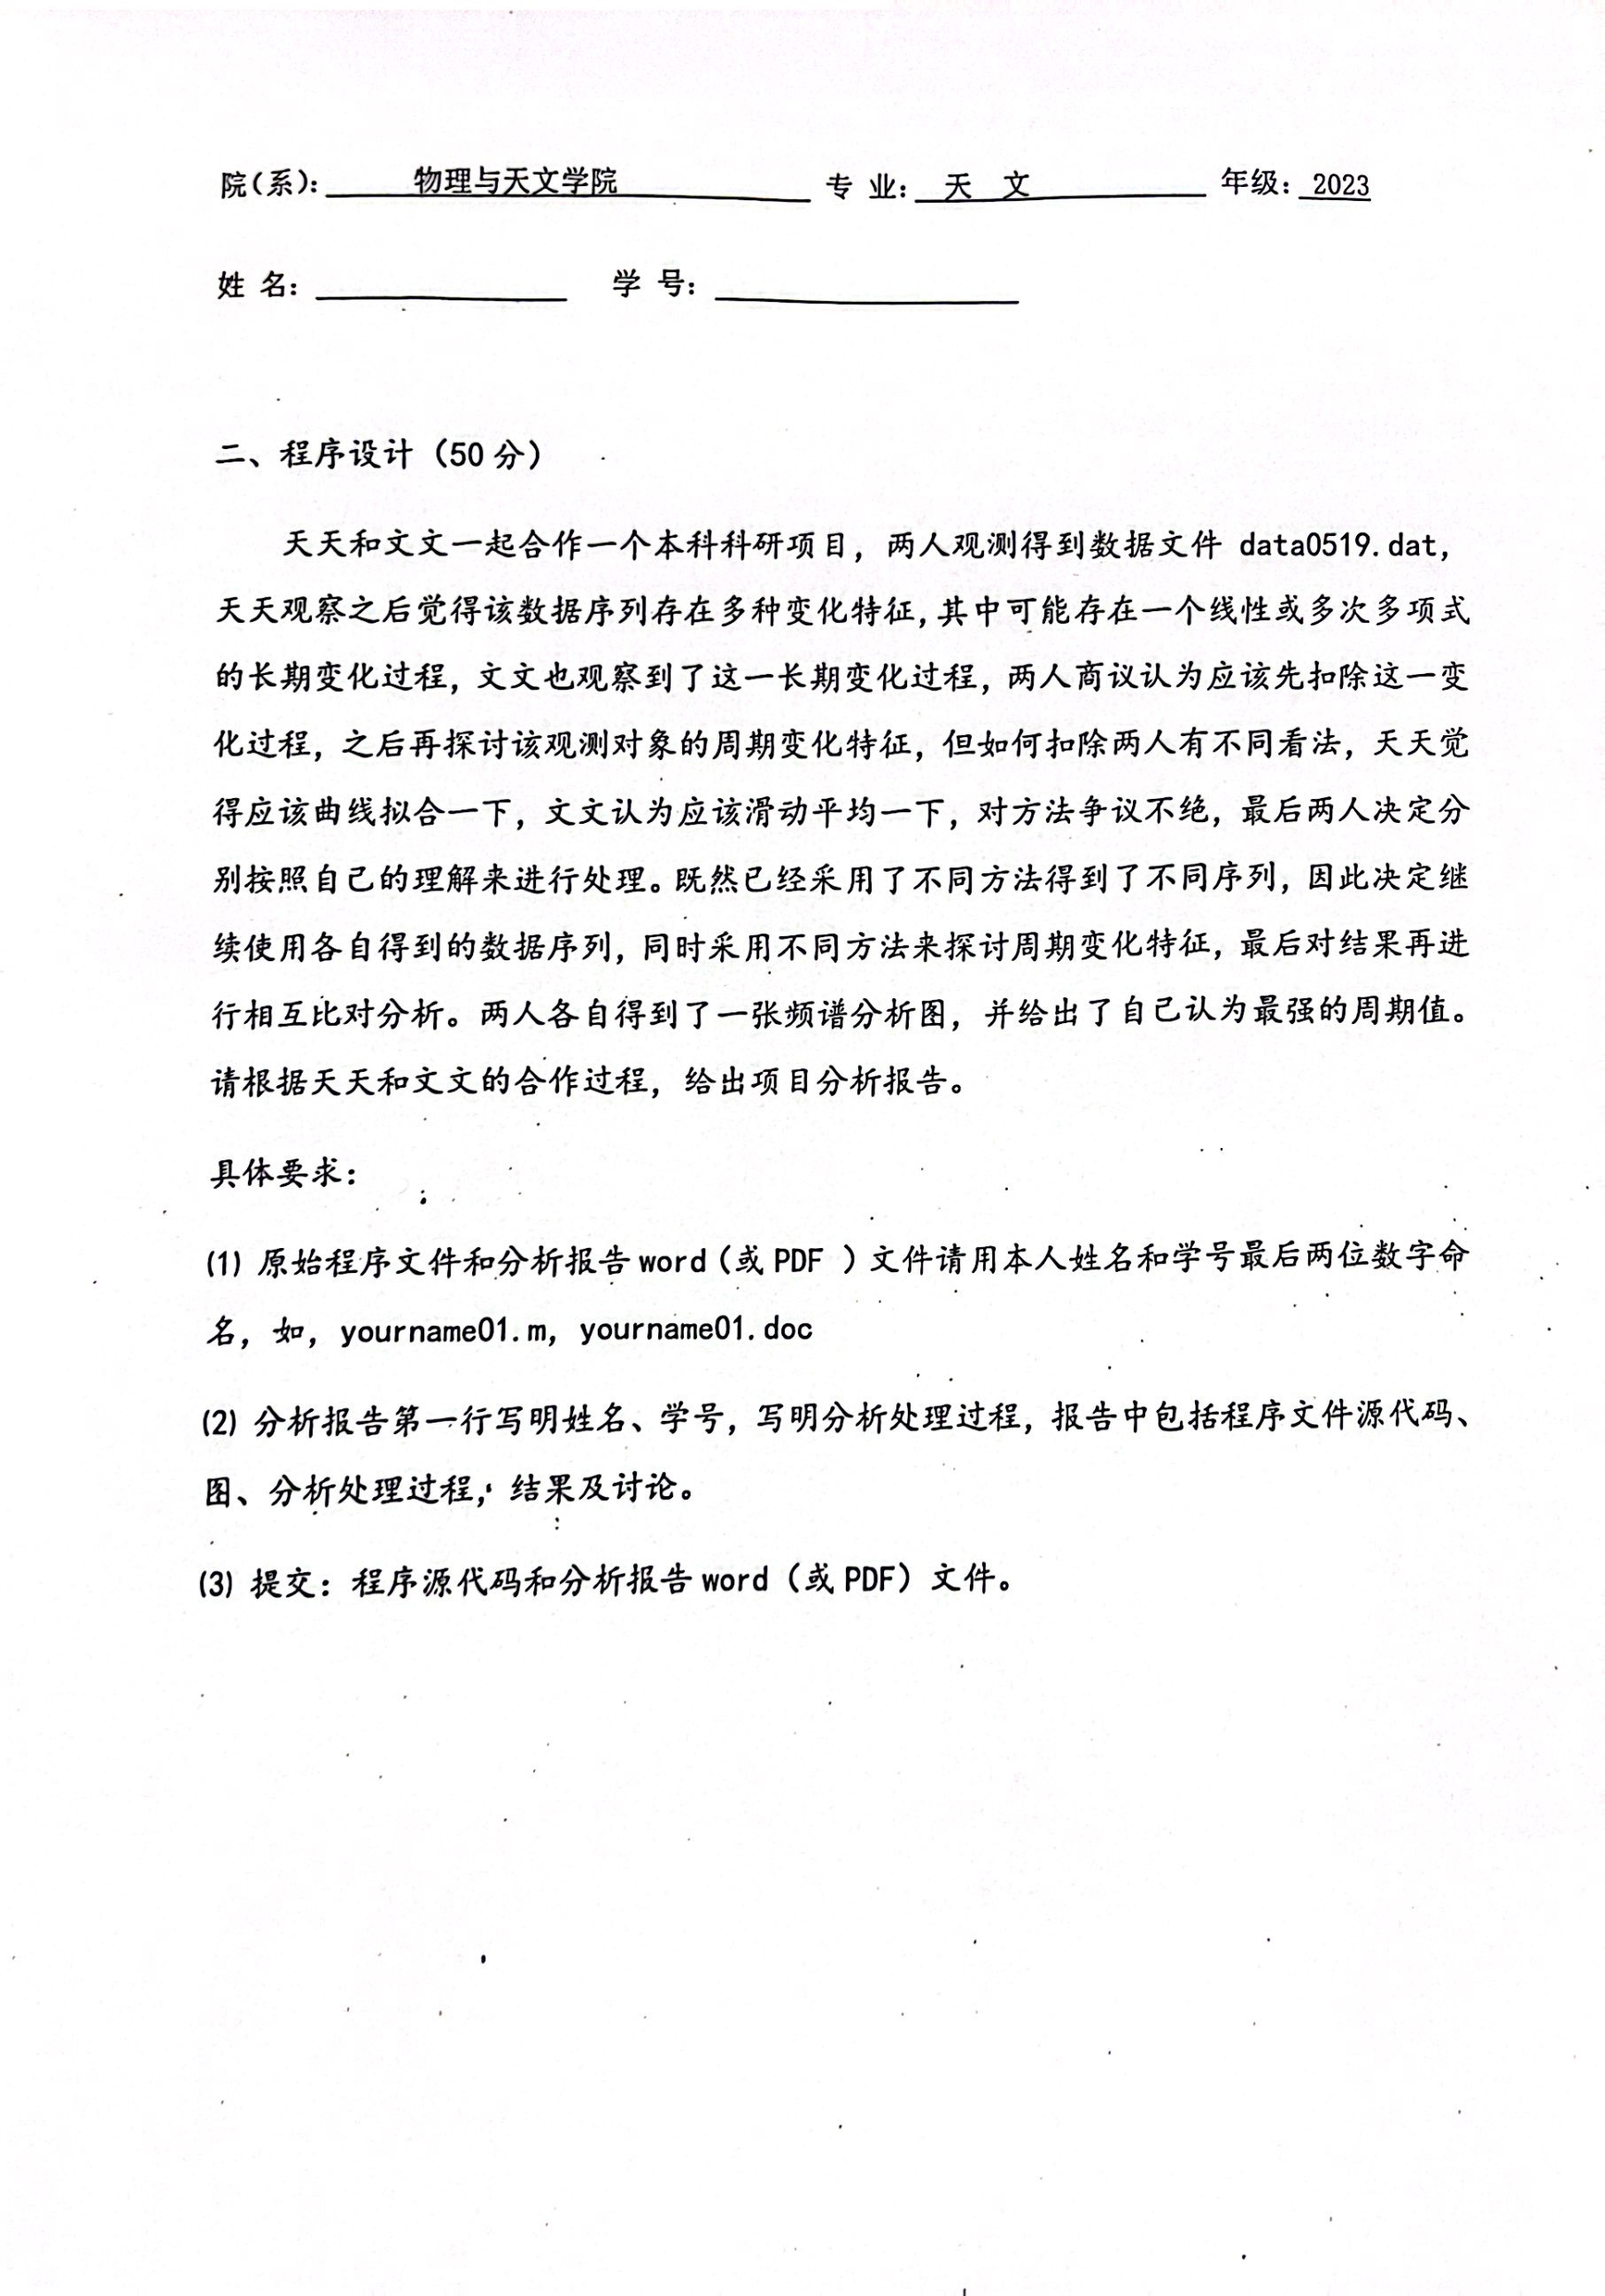 院(系): 物理与天文学院 专 业: 天 文 年级: 2023
姓 名: 学 号:
二、程序设计（50 分）
天天和文文一起合作一个本科科研项目，两人观测得到数据文件 data0519.dat，
天天观察之后觉得该数据序列存在多种变化特征，其中可能存在一个线性或多次多项式
的长期变化过程，文文也观察到了这一长期变化过程，两人商议认为应该先扣除这一变
化过程，之后再探讨该观测对象的周期变化特征，但如何扣除两人有不同看法，天天觉
得应该曲线拟合一下，文文认为应该滑动平均一下，对方法争议不绝，最后两人决定分
别按照自己的理解来进行处理。既然已经采用了不同方法得到了不同序列，因此决定继
续使用各自得到的数据序列，同时采用不同方法来探讨周期变化特征，最后对结果再进
行相互比对分析。两人各自得到了一张频谱分析图，并给出了自己认为最强的周期值。
请根据天天和文文的合作过程，给出项目分析报告。
具体要求：
(1) 原始程序文件和分析报告 word（或 PDF ）文件请用本人姓名和学号最后两位数字命
名，如，yourname01.m，yourname01.doc
(2) 分析报告第一行写明姓名、学号，写明分析处理过程，报告中包括程序文件源代码、
图、分析处理过程，结果及讨论。
(3) 提交：程序源代码和分析报告 word（或 PDF）文件。